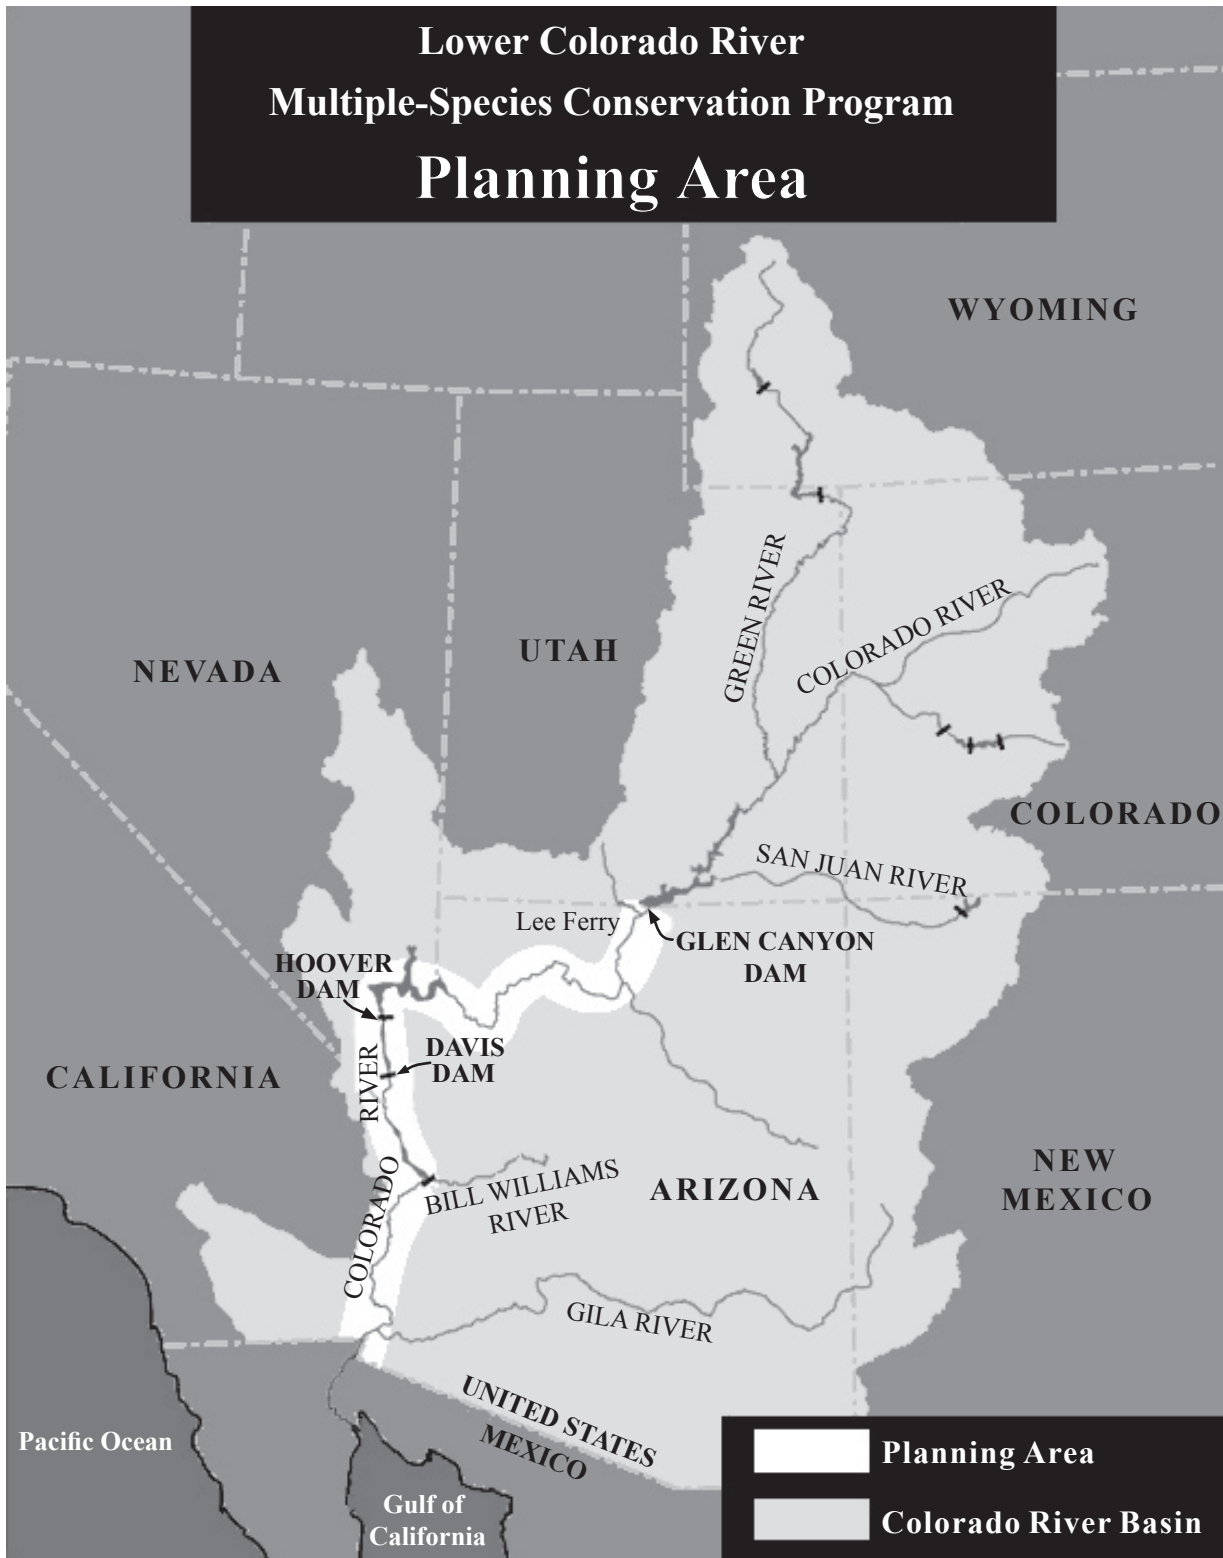 Lower Colorado River
Multiple-Species Conservation Program
Planning Area
WYOMING
GREEN RIVER
COLORADO RIVER
NEVADA
UTAH
COLORADO
SAN JUAN RIVER
Lee Ferry
GLEN CANYON
DAM
HOOVER
DAM
DAVIS
DAM
CALIFORNIA
COLORADO RIVER
BILL WILLIAMS
RIVER
ARIZONA
NEW
MEXICO
GILA RIVER
UNITED STATES
MEXICO
Pacific Ocean
Gulf of
California
Planning Area
Colorado River Basin